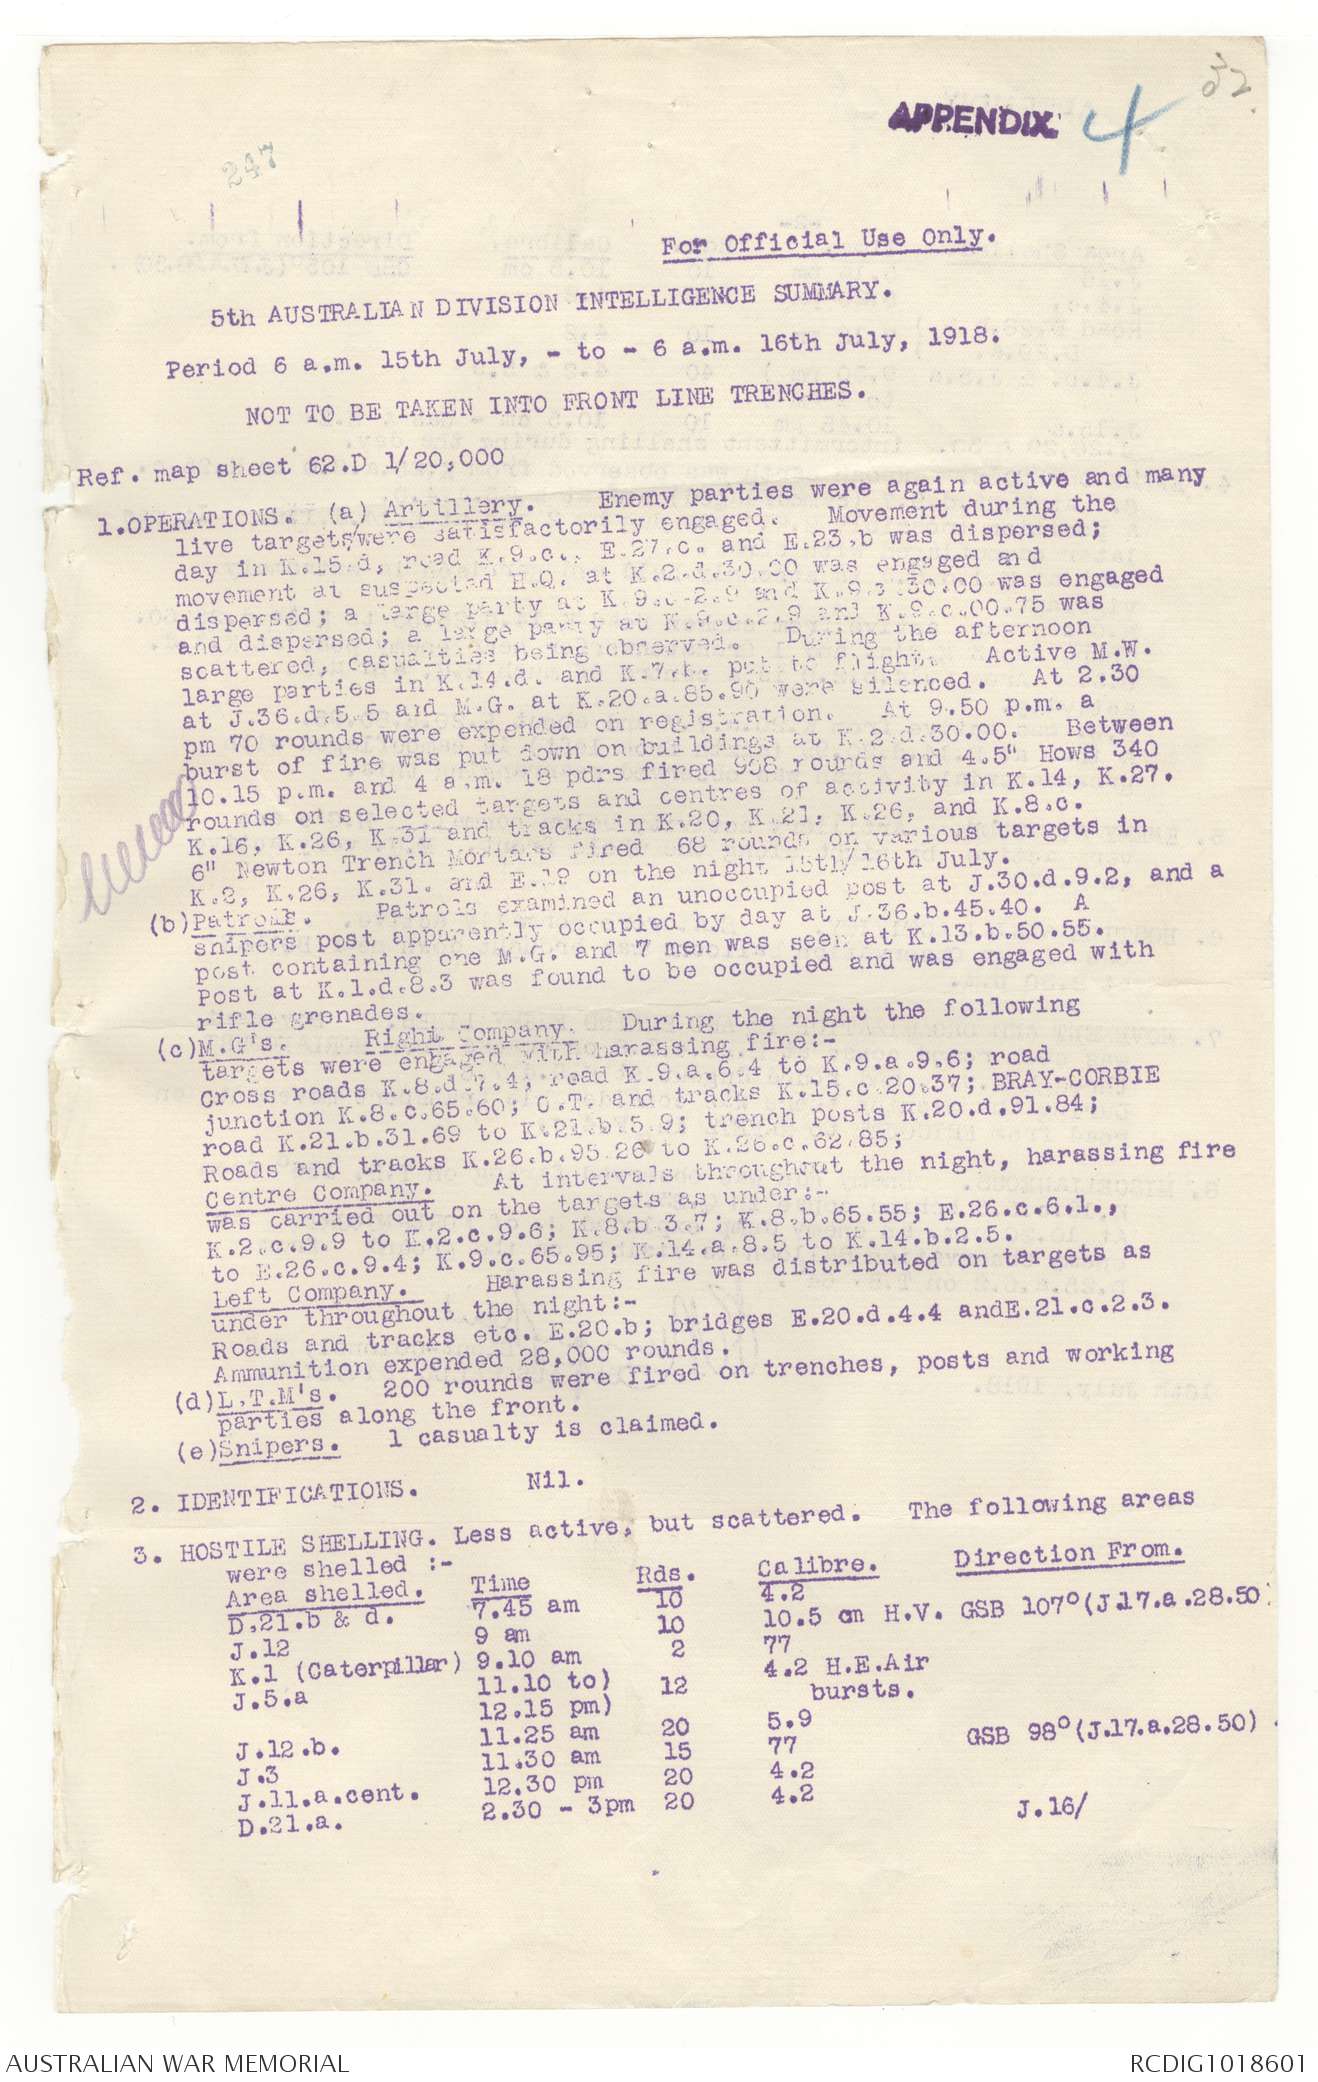 32
APPENDIX. 4
247
For Official Use Only.
5th AUSTRALIAN DIVISION INTELLIGENCE SUMMARY.
Period 6 a.m. 15th July, - to - 6 a.m. 16th July, 1918.
NOT TO BE TAKEN INTO FRONT LINE TRENCHES.
Ref. map sheet 62.D 1/20,000
1.OPERATIONS. (a) Artillery. Enemy parties were again active and many
live targets/were satisfactorily engaged. Movement during the
day in K.15.d, road K.9.c., E.27.c. and E.23.b was dispersed;
movement at suspected H.Q. at K.2.d.30.00 was engaged and
dispersed; a large party at K.9.c.2.9 and K.9.c.30.00 was engaged
and dispersed; a large party at K.9.c.2.9 and K.9.c.00.75 was
scattered, casualties being observed. During the afternoon
large parties in K.14.d. and K.7.b. put to flight. Active M.W.
at J.36.d.5.5 and M.G. at K.20.a.85.90 were silenced. At 2.30
pm 70 rounds were expended on registration. At 9.50 p.m. a
burst of fire was put down on buildings at K.2.d.30.00. Between
10.15 p.m. and 4 a.m. 18 pdrs fired 908 rounds and 4.5" Hows 340
rounds on selected targets and centres of activity in K.14, K.27.
K.16, K.26, K.31 and tracks in K.20, K.21, K.26, and K.8.c.
6" Newton Trench Mortars fired 68 rounds on various targets in
K.2, K.26, K.31. and E.19 on the night 15th/16th July.
(b)Patrols. Patrols examined an unoccupied post at J.30.d.9.2, and a
snipers post apparently occupied by day at J.36.b.45.40. A
post containing one M.G. and 7 men was seen at K.13.b.50.55.
Post at K.1.d.8.3 was found to be occupied and was engaged with
rifle grenades.
(c)M.G's. Right Company. During the night the following
targets were engaged with harassing fire:-
Cross roads K.8.d.7.4; road K.9.a.6.4 to K.9.a.9.6; road
junction K.8.c.65.60; C.T. and tracks K.15.c.20.37; BRAY-CORBIE
road K.21.b.31.69 to K.21.b.5.9; trench posts K.20.d.91.84;
Roads and tracks K.26.b.95.26 to K.26.c.62.85;
Centre Company. At intervals throughout the night, harassing fire
was carried out on the targets as under:-
K.2.c.9.9 to K.2.c.9.6; K.8.b.3.7; K.8.b.65.55; E.26.c.6.1.,
to E.26.c.9.4; K.9.c.65.95; K.14.a.8.5 to K.14.b.2.5.
Left Company. Harassing fire was distributed on targets as
under throughout the night:-
Roads and tracks etc. E.20.b; bridges E.20.d.4.4 andE.21.c.2.3.
Ammunition expended 28,000 rounds.
(d)L.T.M's. 200 rounds were fired on trenches, posts and working
parties along the front.
(e)Snipers. 1 casualty is claimed.
2. IDENTIFICATIONS. Nil.
3. HOSTILE SHELLING. Less active, but scattered. The following areas
were shelled :-
Area shelled. Time Rds. Calibre. Direction From.
D.21.b & d. 7.45 am 10 4.2
J.12 9 am 10 10.5 cm H.V. GSB 107°(J.17.a.28.50)
K.1 (Caterpillar) 9.10 am 2 77
J.5.a 11.10 to) 12 4.2 H.E.Air
12.15 pm) bursts.
J.12.b. 11.25 am 20 5.9 GSB 98°(J.17.a.28.50).
J.3 11.30 am 15 77
J.11.a.cent. 12.30 pm 20 4.2
D.21.a. 2.30 - 3pm 20 4.2
J.16/
AUSTRALIAN WAR MEMORIAL
RCDIG1018601